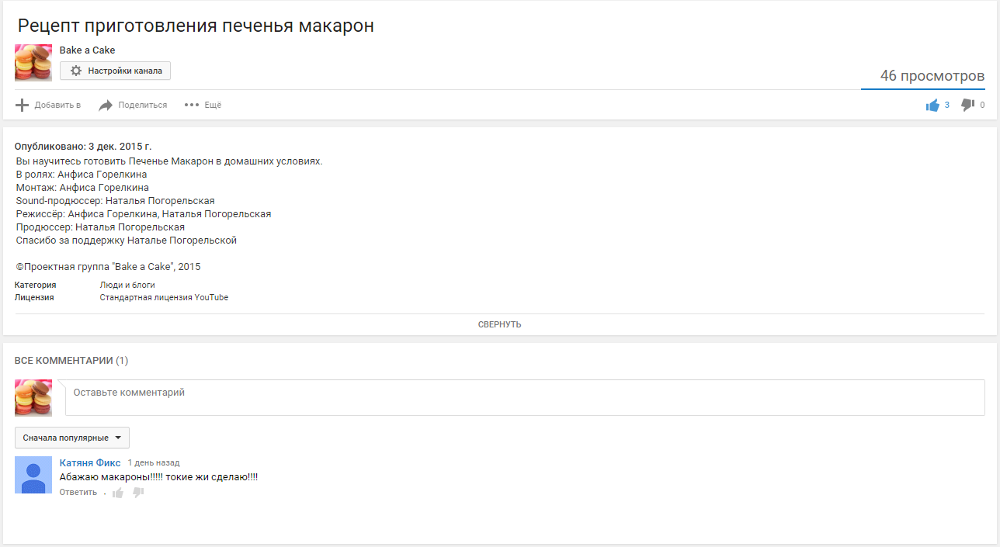 Рецепт приготовления печенья макарон
Bake a Cake
Настройки канала
46 просмотров
Добавить в Поделиться Ещё 3 0
Опубликовано: 3 дек. 2015 г.
Вы научитесь готовить Печенье Макарон в домашних условиях.
В ролях: Анфиса Горелкина
Монтаж: Анфиса Горелкина
Sound-продюссер: Наталья Погорельская
Режиссёр: Анфиса Горелкина, Наталья Погорельская
Продюссер: Наталья Погорельская
Спасибо за поддержку Наталье Погорельской
©Проектная группа "Bake a Cake", 2015
Категория Люди и блоги
Лицензия Стандартная лицензия YouTube
СВЕРНУТЬ
ВСЕ КОММЕНТАРИИ (1)
Оставьте комментарий
Сначала популярные
Катяня Фикс 1 день назад
Абажаю макароны!!!!! токие жи сделаю!!!!
Ответить ·